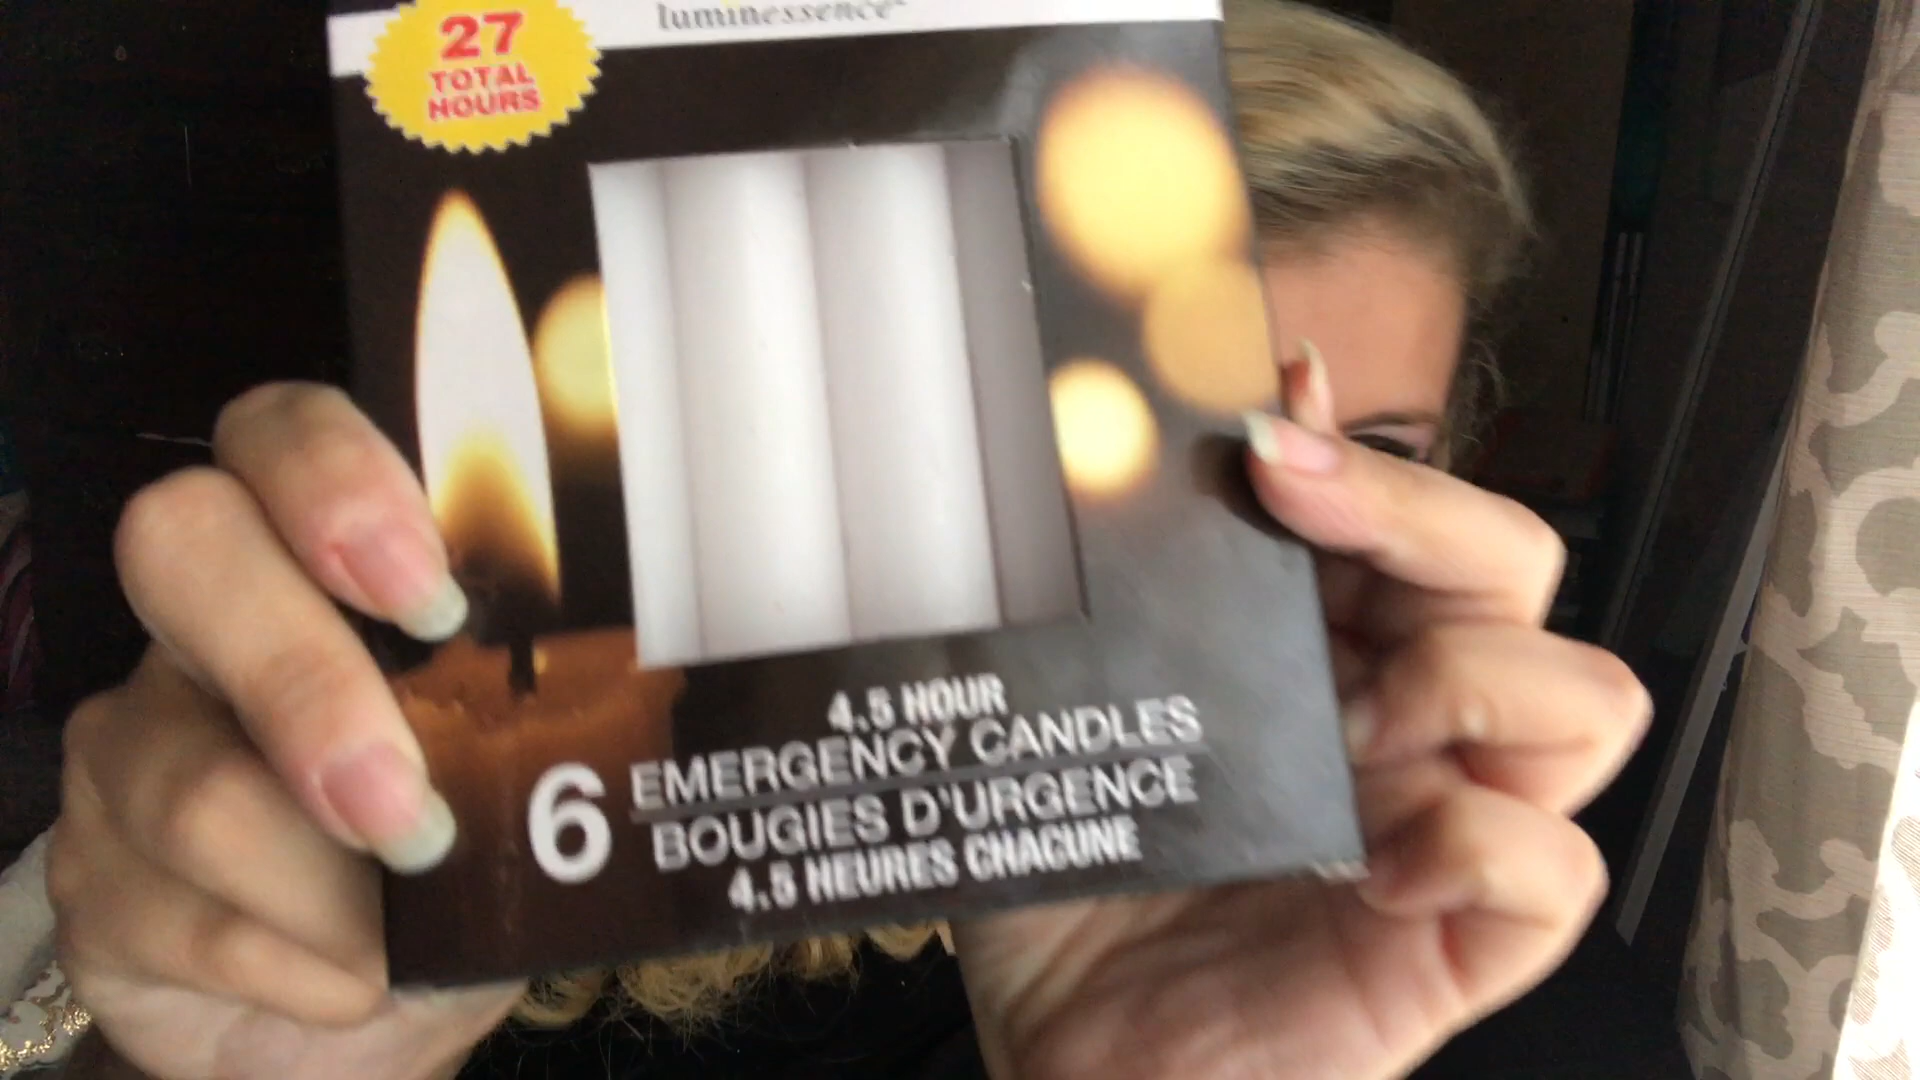 27
TOTAL
HOURS
luminessence
4.5 HOUR
6 EMERGENCY CANDLES
BOUGIES D'URGENCE
4.5 HEURES CHACUNE